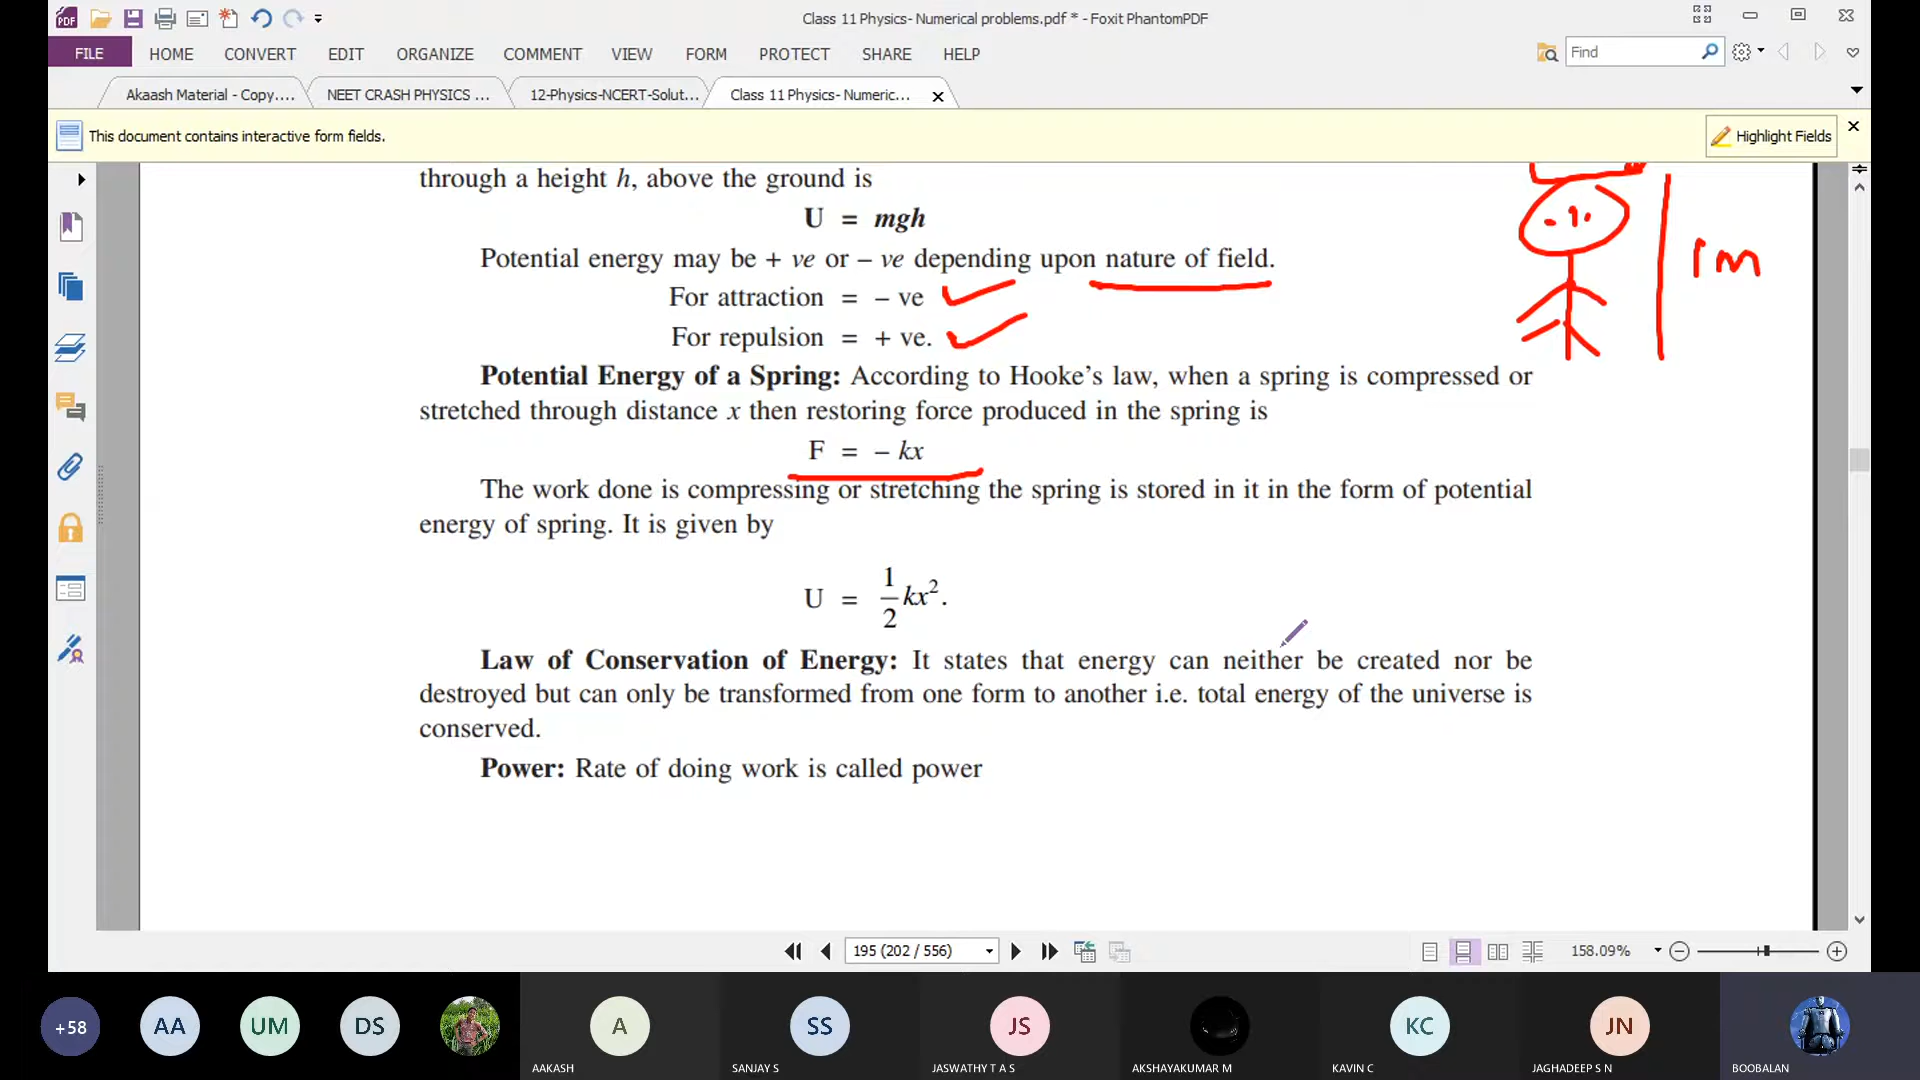 PDF
Class 11 Physics- Numerical problems.pdf * - Foxit PhantomPDF
FILE HOME CONVERT EDIT ORGANIZE COMMENT VIEW FORM PROTECT SHARE HELP
Find
Akaash Material - Copy.... NEET CRASH PHYSICS ... 12-Physics-NCERT-Solut... Class 11 Physics- Numeric...
This document contains interactive form fields.
Highlight Fields
through a height h, above the ground is
U = mgh
Potential energy may be + ve or – ve depending upon nature of field.
1m
For attraction = – ve
For repulsion = + ve.
Potential Energy of a Spring: According to Hooke’s law, when a spring is compressed or
stretched through distance x then restoring force produced in the spring is
F = – kx
The work done is compressing or stretching the spring is stored in it in the form of potential
energy of spring. It is given by
U = 1/2 kx².
Law of Conservation of Energy: It states that energy can neither be created nor be
destroyed but can only be transformed from one form to another i.e. total energy of the universe is
conserved.
Power: Rate of doing work is called power
195 (202 / 556)
158.09%
+58 AA UM DS A SS JS KC JN
AAKASH SANJAY S JASWATHY T A S AKSHAYAKUMAR M KAVIN C JAGHADEEP S N BOOBALAN